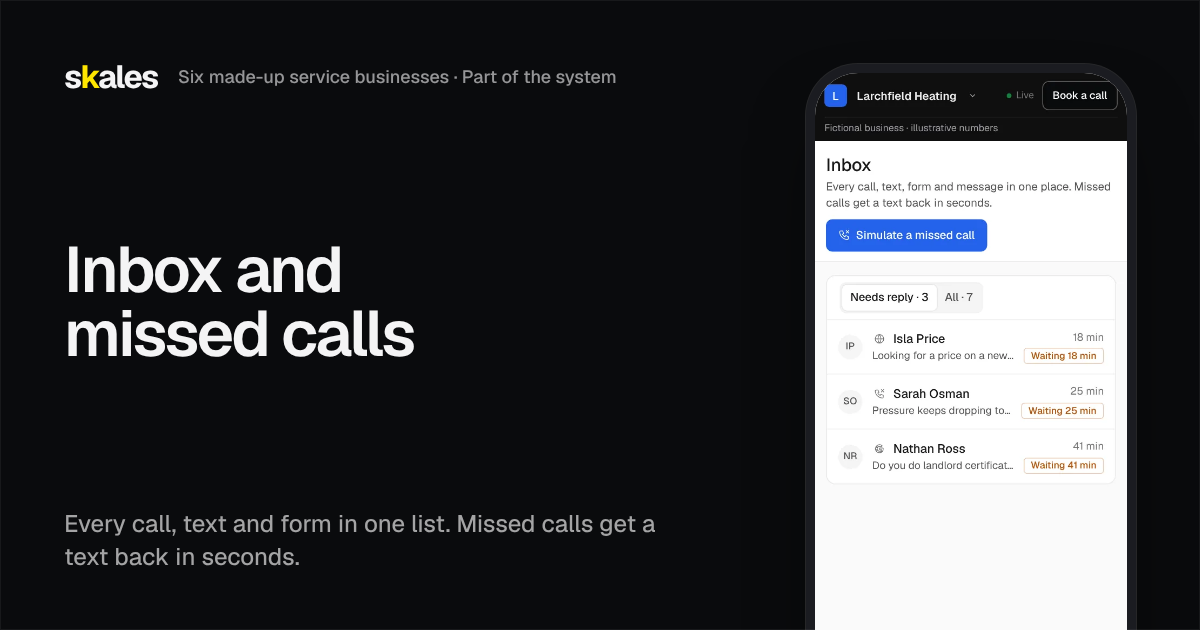 skales
Six made-up service businesses · Part of the system
Inbox and
missed calls
Every call, text and form in one list. Missed calls get a
text back in seconds.
L
Larchfield Heating
Live
Book a call
Fictional business · illustrative numbers
Inbox
Every call, text, form and message in one place. Missed
calls get a text back in seconds.
Simulate a missed call
Needs reply · 3
All · 7
IP
Isla Price
18 min
Looking for a price on a new...
Waiting 18 min
SO
Sarah Osman
25 min
Pressure keeps dropping to...
Waiting 25 min
NR
Nathan Ross
41 min
Do you do landlord certificat...
Waiting 41 min